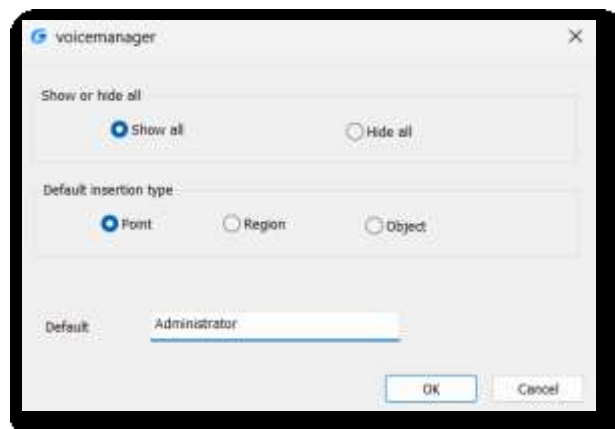 voicemanager
Show or hide all
Show all Hide all
Default insertion type
Point Region Object
Default Administrator
OK Cancel